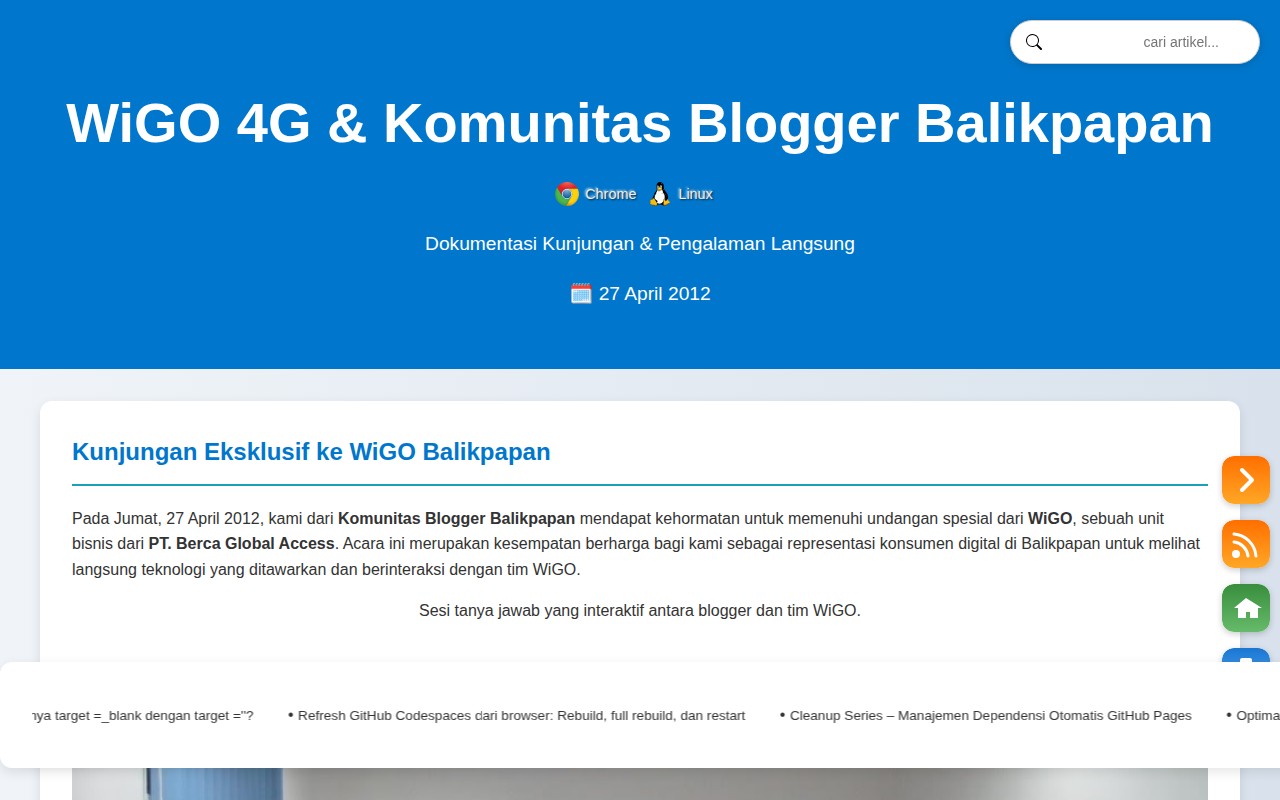 cari artikel...
WiGO 4G & Komunitas Blogger Balikpapan
Chrome Linux
Dokumentasi Kunjungan & Pengalaman Langsung
27 April 2012
Kunjungan Eksklusif ke WiGO Balikpapan
Pada Jumat, 27 April 2012, kami dari Komunitas Blogger Balikpapan mendapat kehormatan untuk memenuhi undangan spesial dari WiGO, sebuah unit
bisnis dari PT. Berca Global Access. Acara ini merupakan kesempatan berharga bagi kami sebagai representasi konsumen digital di Balikpapan untuk melihat
langsung teknologi yang ditawarkan dan berinteraksi dengan tim WiGO.
Sesi tanya jawab yang interaktif antara blogger dan tim WiGO.
target =_blank dengan target =''? • Refresh GitHub Codespaces dari browser: Rebuild, full rebuild, dan restart • Cleanup Series – Manajemen Dependensi Otomatis GitHub Pages •